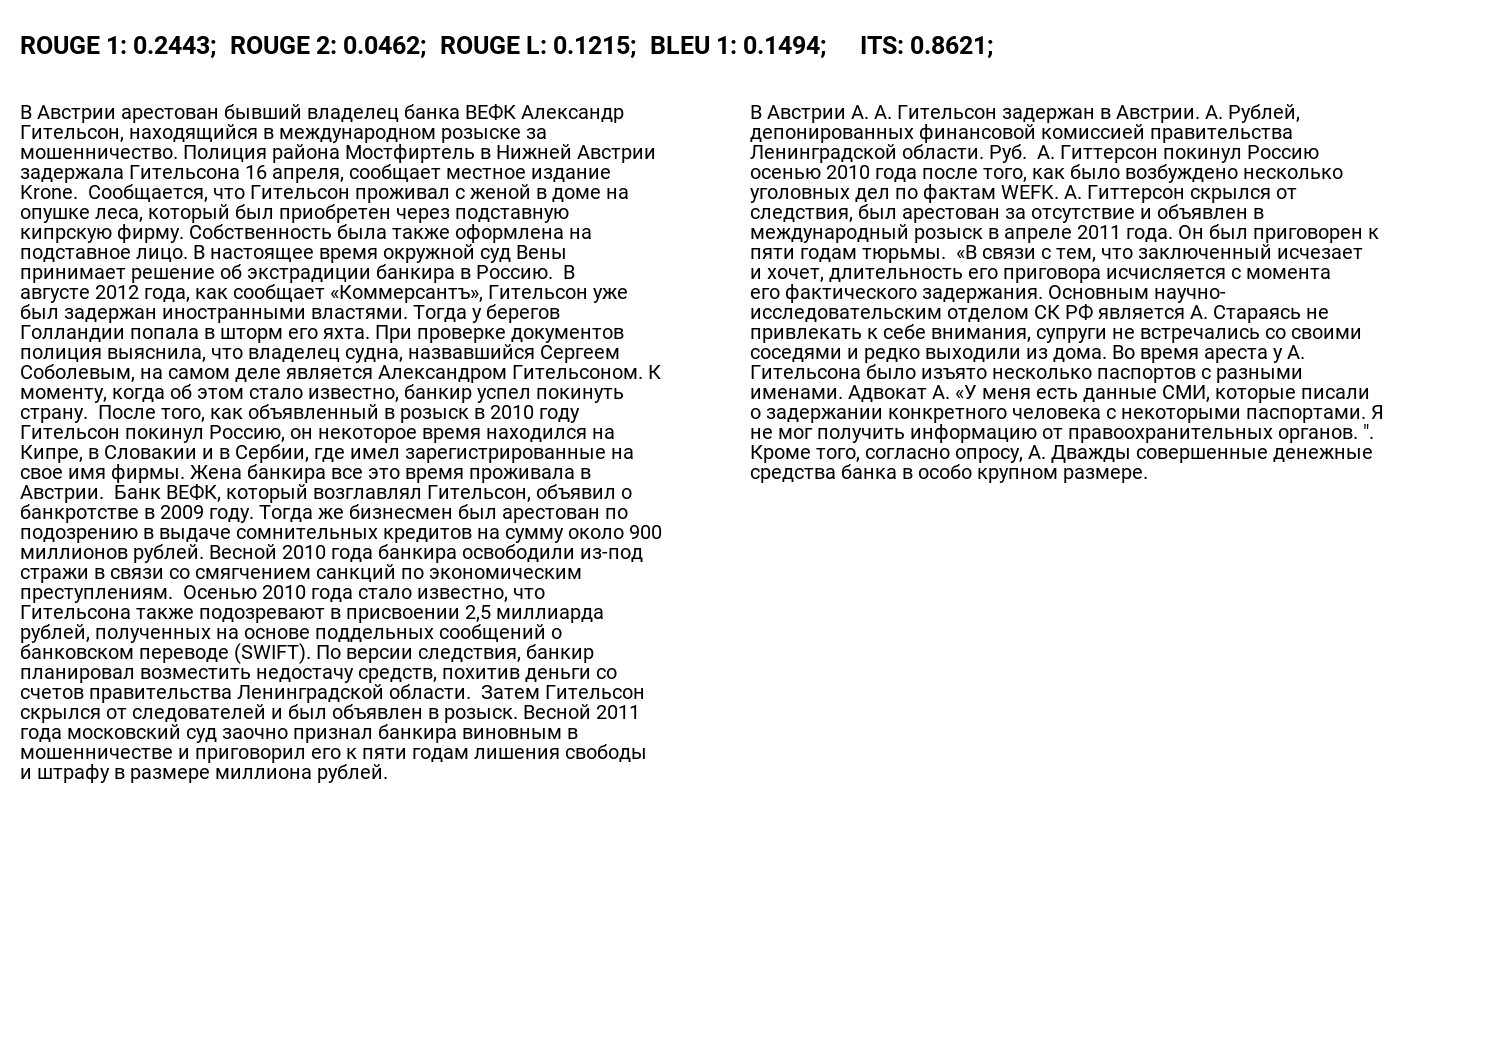 ROUGE 1: 0.2443;  ROUGE 2: 0.0462;  ROUGE L: 0.1215;  BLEU 1: 0.1494;     ITS: 0.8621;
В Австрии арестован бывший владелец банка ВЕФК Александр
Гительсон, находящийся в международном розыске за
мошенничество. Полиция района Мостфиртель в Нижней Австрии
задержала Гительсона 16 апреля, сообщает местное издание
Krone.  Сообщается, что Гительсон проживал с женой в доме на
опушке леса, который был приобретен через подставную
кипрскую фирму. Собственность была также оформлена на
подставное лицо. В настоящее время окружной суд Вены
принимает решение об экстрадиции банкира в Россию.  В
августе 2012 года, как сообщает «Коммерсантъ», Гительсон уже
был задержан иностранными властями. Тогда у берегов
Голландии попала в шторм его яхта. При проверке документов
полиция выяснила, что владелец судна, назвавшийся Сергеем
Соболевым, на самом деле является Александром Гительсоном. К
моменту, когда об этом стало известно, банкир успел покинуть
страну.  После того, как объявленный в розыск в 2010 году
Гительсон покинул Россию, он некоторое время находился на
Кипре, в Словакии и в Сербии, где имел зарегистрированные на
свое имя фирмы. Жена банкира все это время проживала в
Австрии.  Банк ВЕФК, который возглавлял Гительсон, объявил о
банкротстве в 2009 году. Тогда же бизнесмен был арестован по
подозрению в выдаче сомнительных кредитов на сумму около 900
миллионов рублей. Весной 2010 года банкира освободили из-под
стражи в связи со смягчением санкций по экономическим
преступлениям.  Осенью 2010 года стало известно, что
Гительсона также подозревают в присвоении 2,5 миллиарда
рублей, полученных на основе поддельных сообщений о
банковском переводе (SWIFT). По версии следствия, банкир
планировал возместить недостачу средств, похитив деньги со
счетов правительства Ленинградской области.  Затем Гительсон
скрылся от следователей и был объявлен в розыск. Весной 2011
года московский суд заочно признал банкира виновным в
мошенничестве и приговорил его к пяти годам лишения свободы
и штрафу в размере миллиона рублей.
В Австрии А. А. Гительсон задержан в Австрии. А. Рублей,
депонированных финансовой комиссией правительства
Ленинградской области. Руб.  А. Гиттерсон покинул Россию
осенью 2010 года после того, как было возбуждено несколько
уголовных дел по фактам WEFK. А. Гиттерсон скрылся от
следствия, был арестован за отсутствие и объявлен в
международный розыск в апреле 2011 года. Он был приговорен к
пяти годам тюрьмы.  «В связи с тем, что заключенный исчезает
и хочет, длительность его приговора исчисляется с момента
его фактического задержания. Основным научно-
исследовательским отделом СК РФ является А. Стараясь не
привлекать к себе внимания, супруги не встречались со своими
соседями и редко выходили из дома. Во время ареста у А.
Гительсона было изъято несколько паспортов с разными
именами. Адвокат А. «У меня есть данные СМИ, которые писали
о задержании конкретного человека с некоторыми паспортами. Я
не мог получить информацию от правоохранительных органов. ".
Кроме того, согласно опросу, А. Дважды совершенные денежные
средства банка в особо крупном размере.